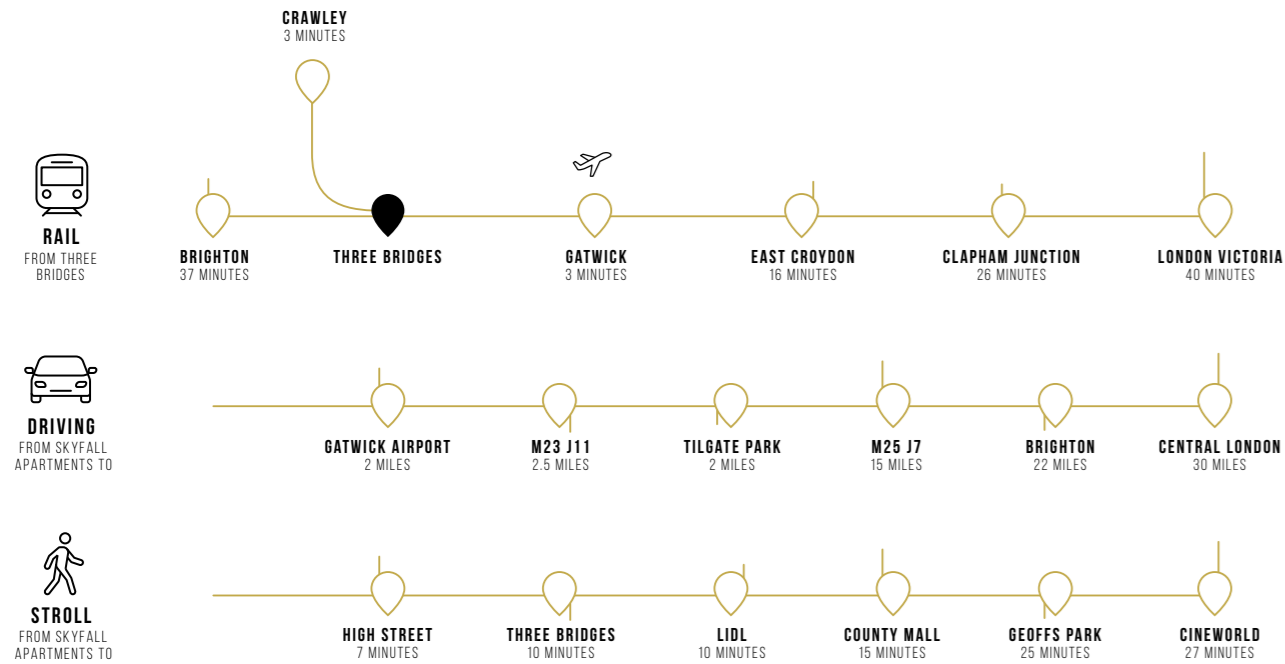 CRAWLEY
3 MINUTES
RAIL
FROM THREE
BRIDGES
BRIGHTON
37 MINUTES
THREE BRIDGES
GATWICK
3 MINUTES
EAST CROYDON
16 MINUTES
CLAPHAM JUNCTION
26 MINUTES
LONDON VICTORIA
40 MINUTES
DRIVING
FROM SKYFALL
APARTMENTS TO
GATWICK AIRPORT
2 MILES
M23 J11
2.5 MILES
TILGATE PARK
2 MILES
M25 J7
15 MILES
BRIGHTON
22 MILES
CENTRAL LONDON
30 MILES
STROLL
FROM SKYFALL
APARTMENTS TO
HIGH STREET
7 MINUTES
THREE BRIDGES
10 MINUTES
LIDL
10 MINUTES
COUNTY MALL
15 MINUTES
GEOFFS PARK
25 MINUTES
CINEWORLD
27 MINUTES